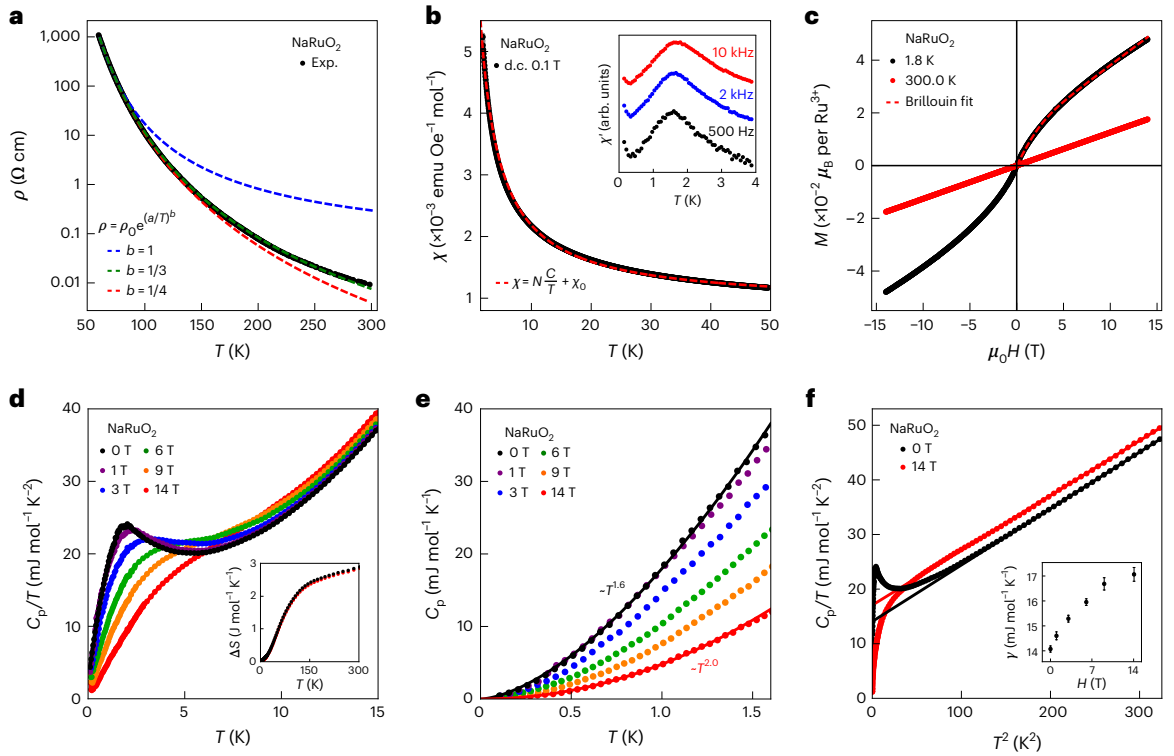 a
NaRuO2
Exp.
ρ (Ω cm)
1,000
100
10
1
0.1
0.01
ρ = ρ0e(a/T)b
b = 1
b = 1/3
b = 1/4
50 100 150 200 250 300
T (K)
b
NaRuO2
d.c. 0.1 T
χ (×10−3 emu Oe−1 mol−1)
5
4
3
2
1
χ = N C/T + χ0
10 20 30 40 50
T (K)
χ′ (arb. units)
10 kHz
2 kHz
500 Hz
0 1 2 3 4
T (K)
c
NaRuO2
1.8 K
300.0 K
Brillouin fit
M (×10−2 μB per Ru3+)
4
2
0
−2
−4
−15 −10 −5 0 5 10 15
μ0H (T)
d
NaRuO2
0 T 6 T
1 T 9 T
3 T 14 T
Cp/T (mJ mol−1 K−2)
40
30
20
10
0
0 5 10 15
T (K)
ΔS (J mol−1 K−1)
3
2
1
0
0 150 300
T (K)
e
NaRuO2
0 T 6 T
1 T 9 T
3 T 14 T
Cp (mJ mol−1 K−1)
40
30
20
10
0
~T1.6
~T2.0
0 0.5 1.0 1.5
T (K)
f
NaRuO2
0 T
14 T
Cp/T (mJ mol−1 K−2)
50
40
30
20
10
0
0 100 200 300
T2 (K2)
γ (mJ mol−1 K−1)
17
16
15
14
0 7 14
H (T)